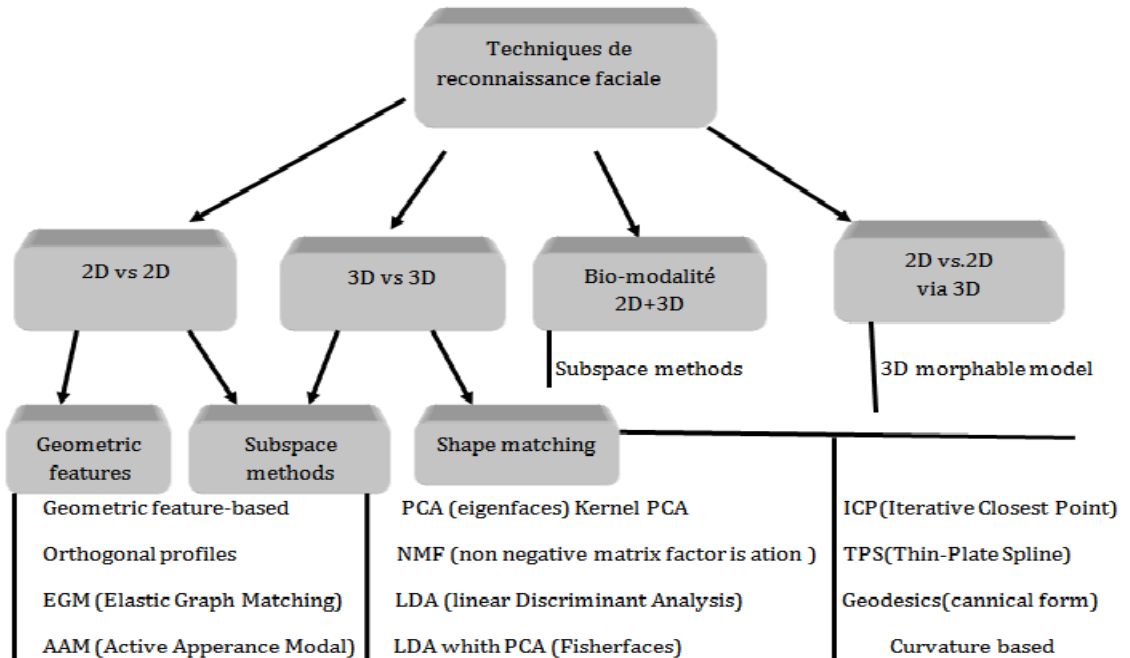 Techniques de
reconnaissance faciale
2D vs 2D
3D vs 3D
Bio-modalité
2D+3D
2D vs.2D
via 3D
Subspace methods
3D morphable model
Geometric
features
Subspace
methods
Shape matching
Geometric feature-based
Orthogonal profiles
EGM (Elastic Graph Matching)
AAM (Active Apperance Modal)
PCA (eigenfaces) Kernel PCA
NMF (non negative matrix factor is ation )
LDA (linear Discriminant Analysis)
LDA whith PCA (Fisherfaces)
ICP(Iterative Closest Point)
TPS(Thin-Plate Spline)
Geodesics(cannical form)
Curvature based